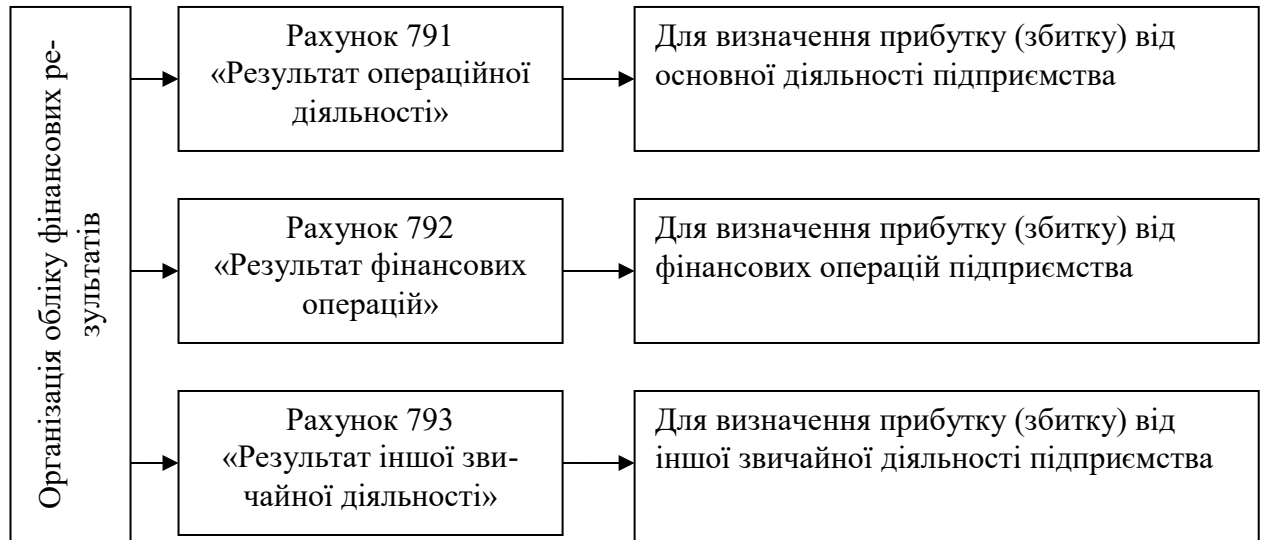 Організація обліку фінансових ре-
зультатів
Рахунок 791
«Результат операційної
діяльності»
Для визначення прибутку (збитку) від
основної діяльності підприємства
Рахунок 792
«Результат фінансових
операцій»
Для визначення прибутку (збитку) від
фінансових операцій підприємства
Рахунок 793
«Результат іншої зви-
чайної діяльності»
Для визначення прибутку (збитку) від
іншої звичайної діяльності підприємства